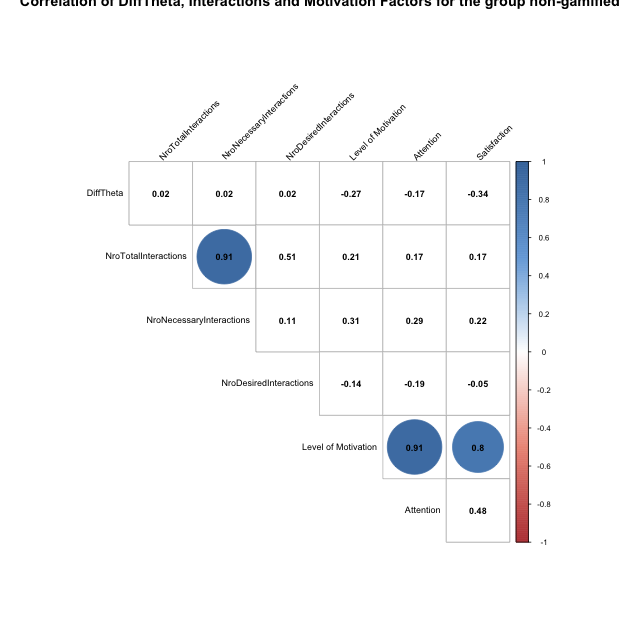 Correlation of DiffTheta, Interactions and Motivation Factors for the group non-gamified
NroTotalInteractions
NroNecessaryInteractions
NroDesiredInteractions
Level of Motivation
Attention
Satisfaction
DiffTheta 0.02 0.02 0.02 -0.27 -0.17 -0.34
NroTotalInteractions 0.91 0.51 0.21 0.17 0.17
NroNecessaryInteractions 0.11 0.31 0.29 0.22
NroDesiredInteractions -0.14 -0.19 -0.05
Level of Motivation 0.91 0.8
Attention 0.48
1
0.8
0.6
0.4
0.2
0
-0.2
-0.4
-0.6
-0.8
-1